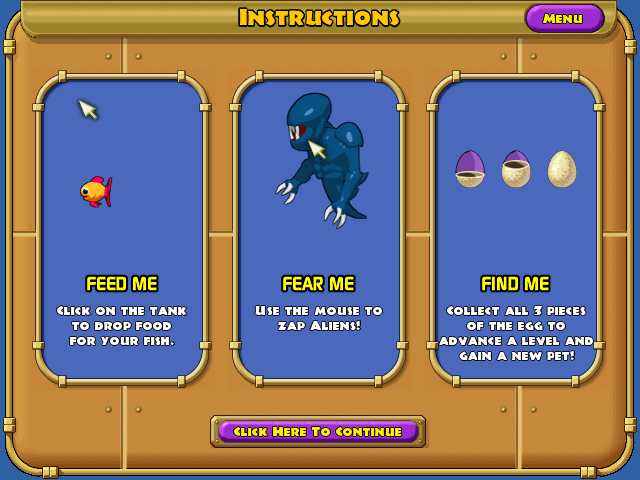 Instructions
Menu
FEED ME
Click on the tank
to drop food
for your fish.
FEAR ME
Use the mouse to
zap Aliens!
FIND ME
Collect all 3 pieces
of the egg to
advance a level and
gain a new pet!
Click Here To Continue